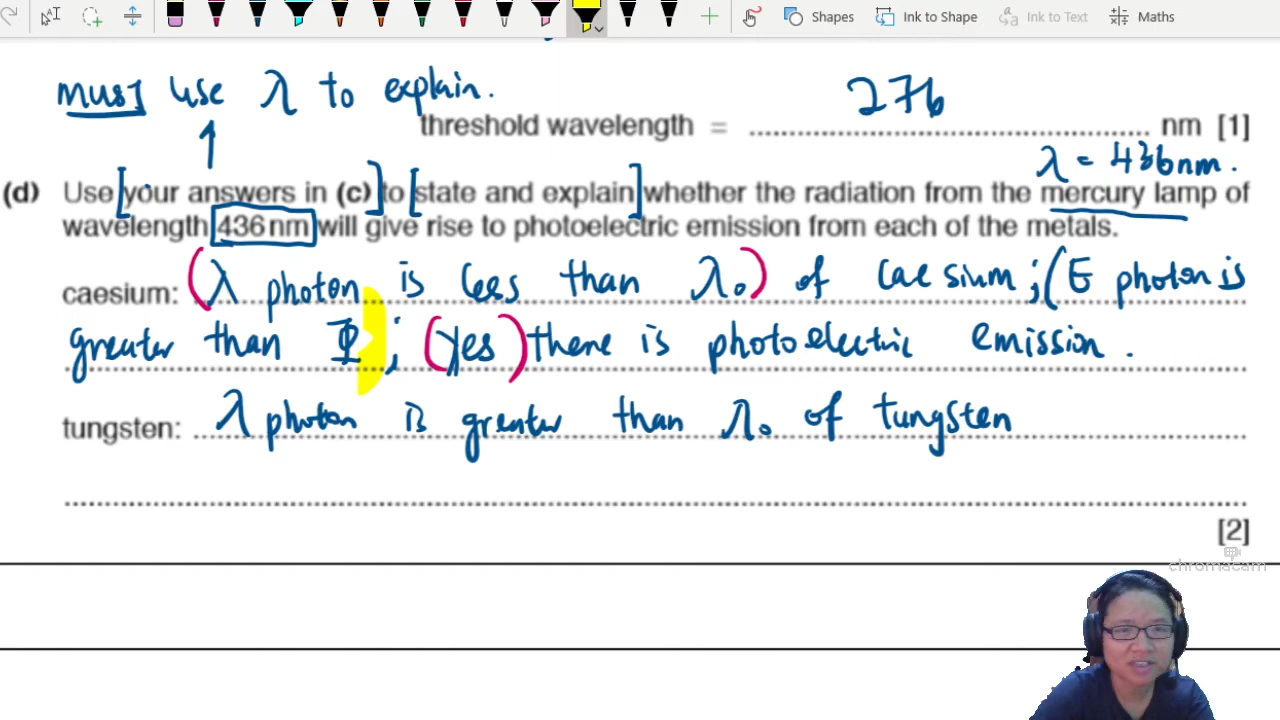 Shapes Ink to Shape Ink to Text Maths
must use λ to explain.
276
threshold wavelength = ........ nm [1]
λ = 436nm.
(d) Use [your answers in (c)] to [state and explain] whether the radiation from the mercury lamp of
wavelength 436 nm will give rise to photoelectric emission from each of the metals.
caesium: (λ photon is less than λ₀) of caesium; (E photon is
greater than Φ); (yes) there is photoelectric emission.
tungsten: λ photon is greater than λ₀ of tungsten
[2]
chromacam